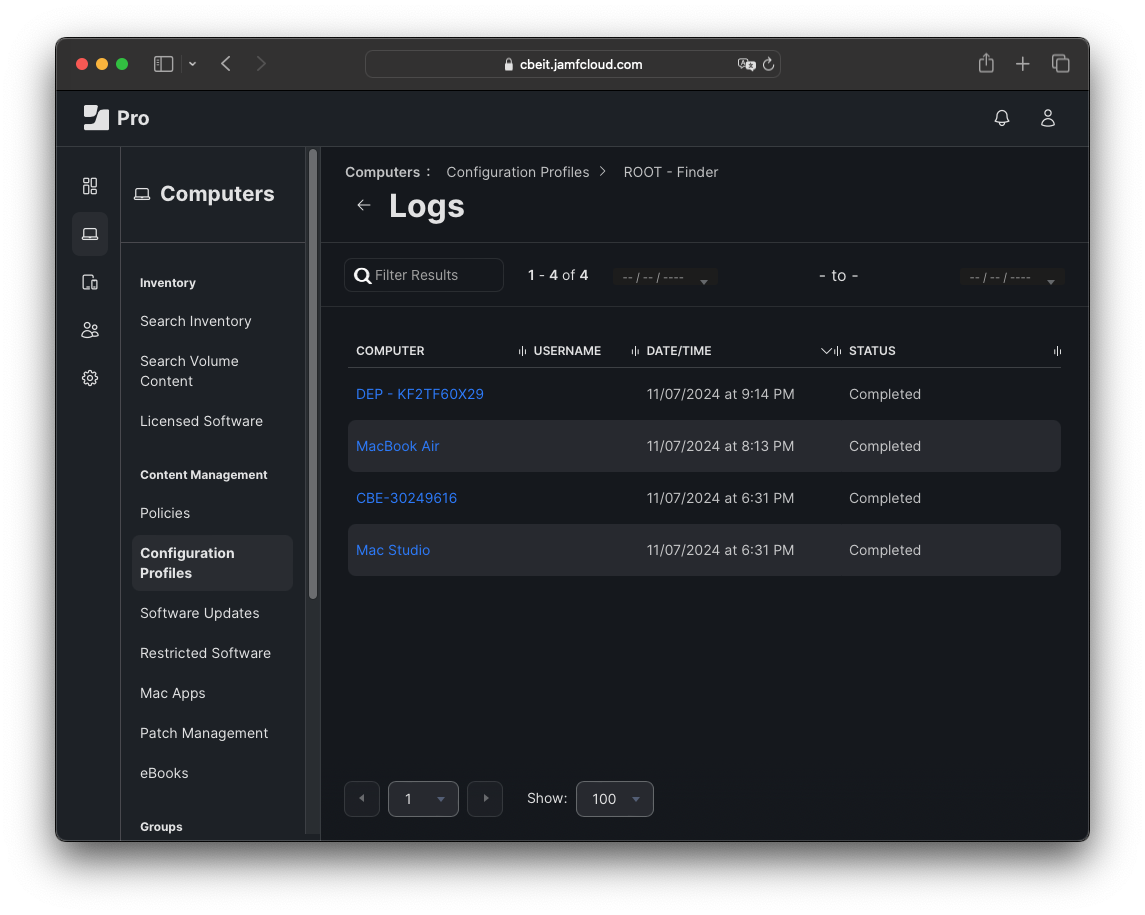 cbeit.jamfcloud.com
Pro
Computers
Inventory
Search Inventory
Search Volume
Content
Licensed Software
Content Management
Policies
Configuration
Profiles
Software Updates
Restricted Software
Mac Apps
Patch Management
eBooks
Groups
Computers : Configuration Profiles > ROOT - Finder
← Logs
Filter Results 1 - 4 of 4 -- / -- / ---- - to - -- / -- / ----
COMPUTER USERNAME DATE/TIME STATUS
DEP - KF2TF60X29 11/07/2024 at 9:14 PM Completed
MacBook Air 11/07/2024 at 8:13 PM Completed
CBE-30249616 11/07/2024 at 6:31 PM Completed
Mac Studio 11/07/2024 at 6:31 PM Completed
1 Show: 100